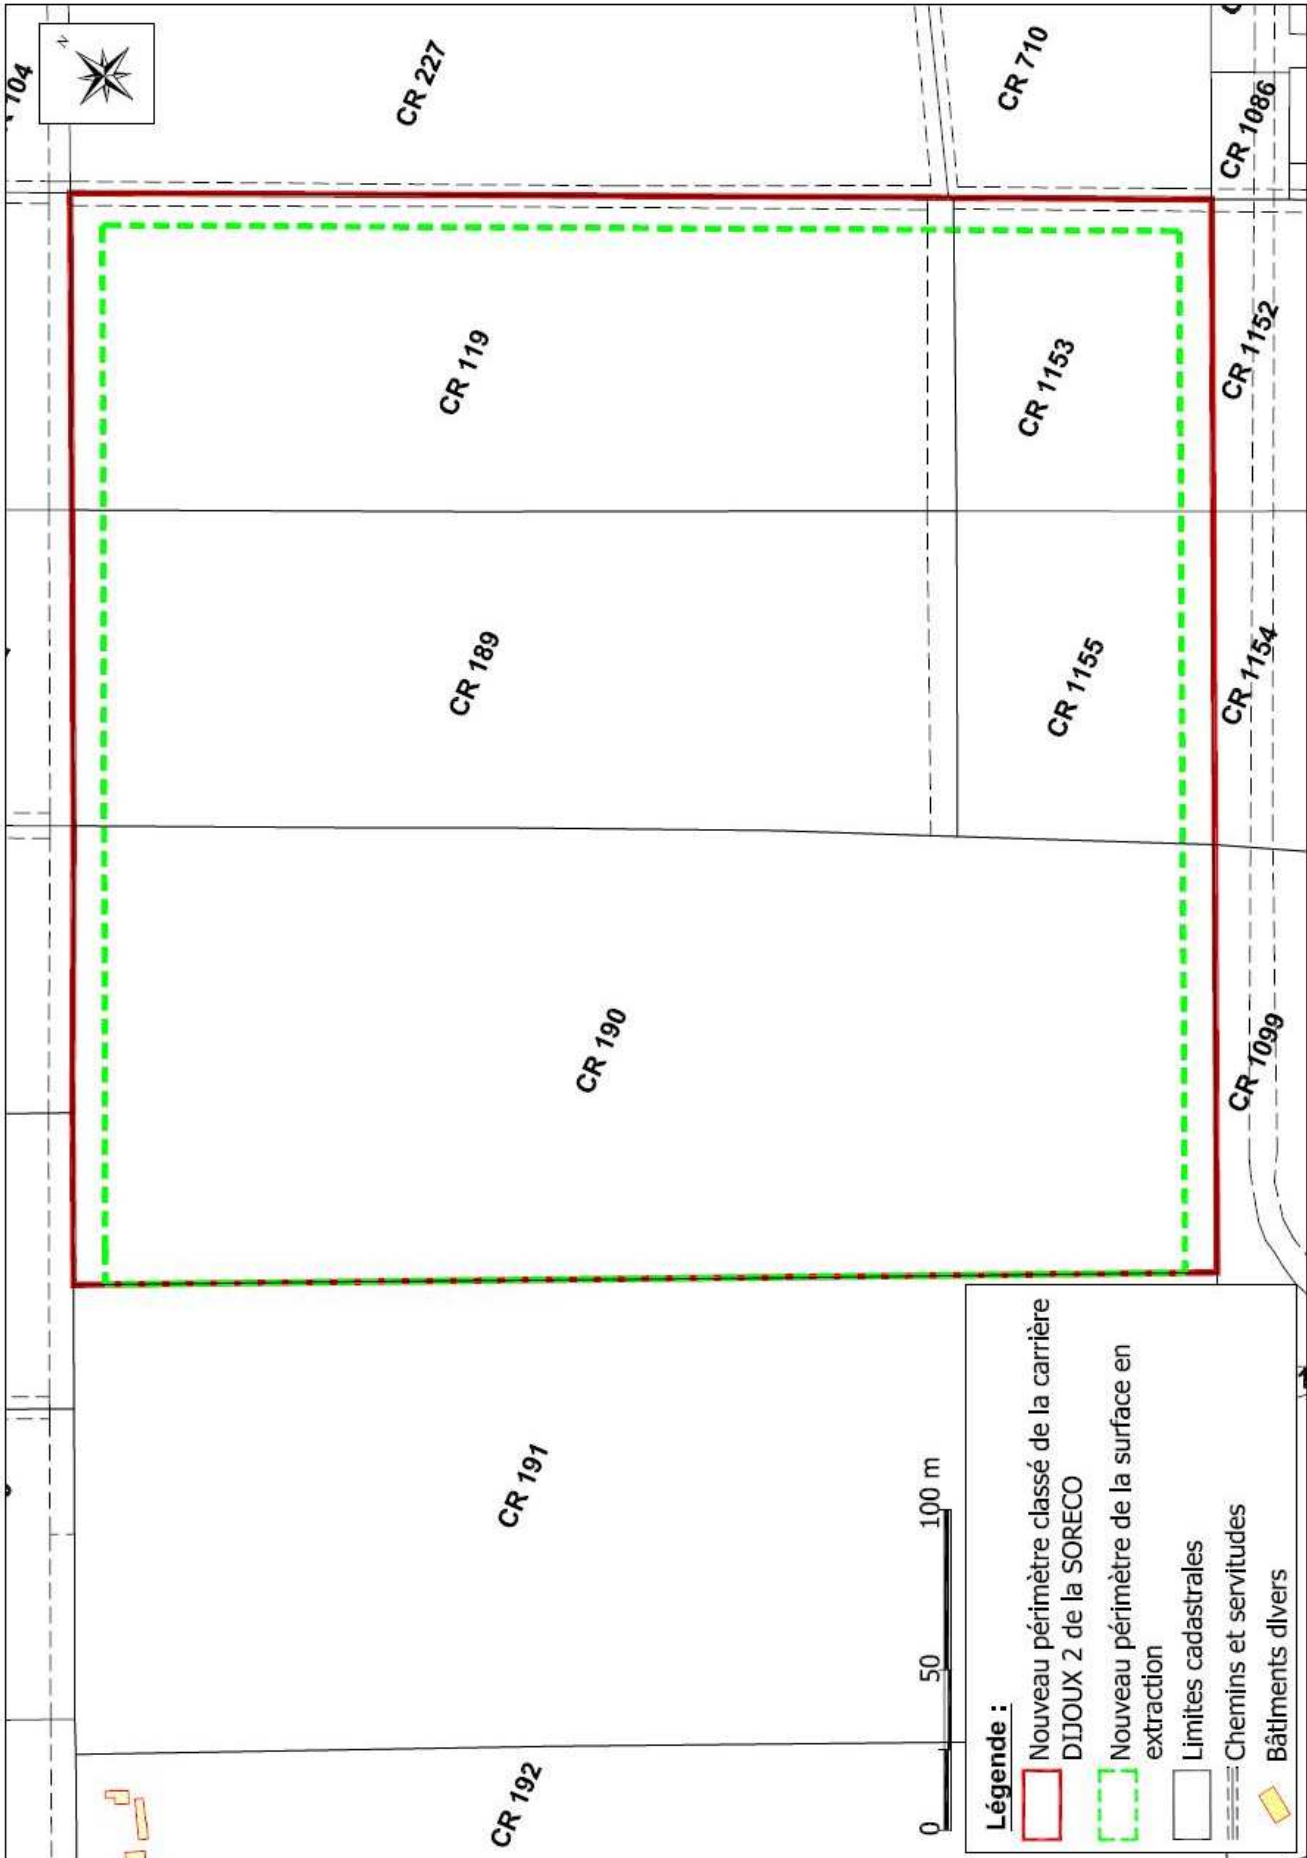 N
104
CR 227
CR 710
CR 1086
CR 119
CR 1153
CR 1152
CR 189
CR 1155
CR 1154
CR 190
CR 1099
CR 191
CR 192
0 50 100 m
Légende :
Nouveau périmètre classé de la carrière
DIJOUX 2 de la SORECO
Nouveau périmètre de la surface en
extraction
Limites cadastrales
Chemins et servitudes
Bâtiments divers